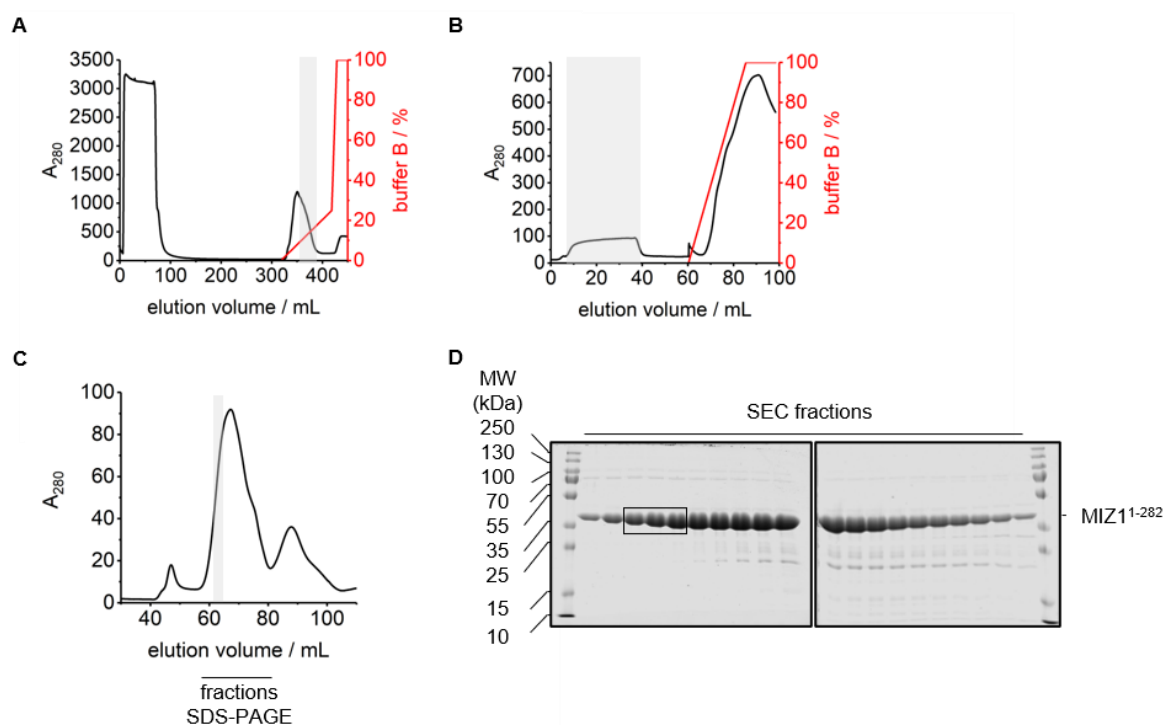 A
3500
3000
2500
2000
1500
1000
500
0
A280
0 100 200 300 400
elution volume / mL
100
80
60
40
20
0
buffer B / %
B
700
600
500
400
300
200
100
0
A280
0 20 40 60 80 100
elution volume / mL
100
80
60
40
20
0
buffer B / %
C
100
80
60
40
20
0
A280
40 60 80 100
elution volume / mL
fractions
SDS-PAGE
D
MW
(kDa)
250
130
100
70
55
35
25
15
10
SEC fractions
MIZ1¹⁻²⁸²